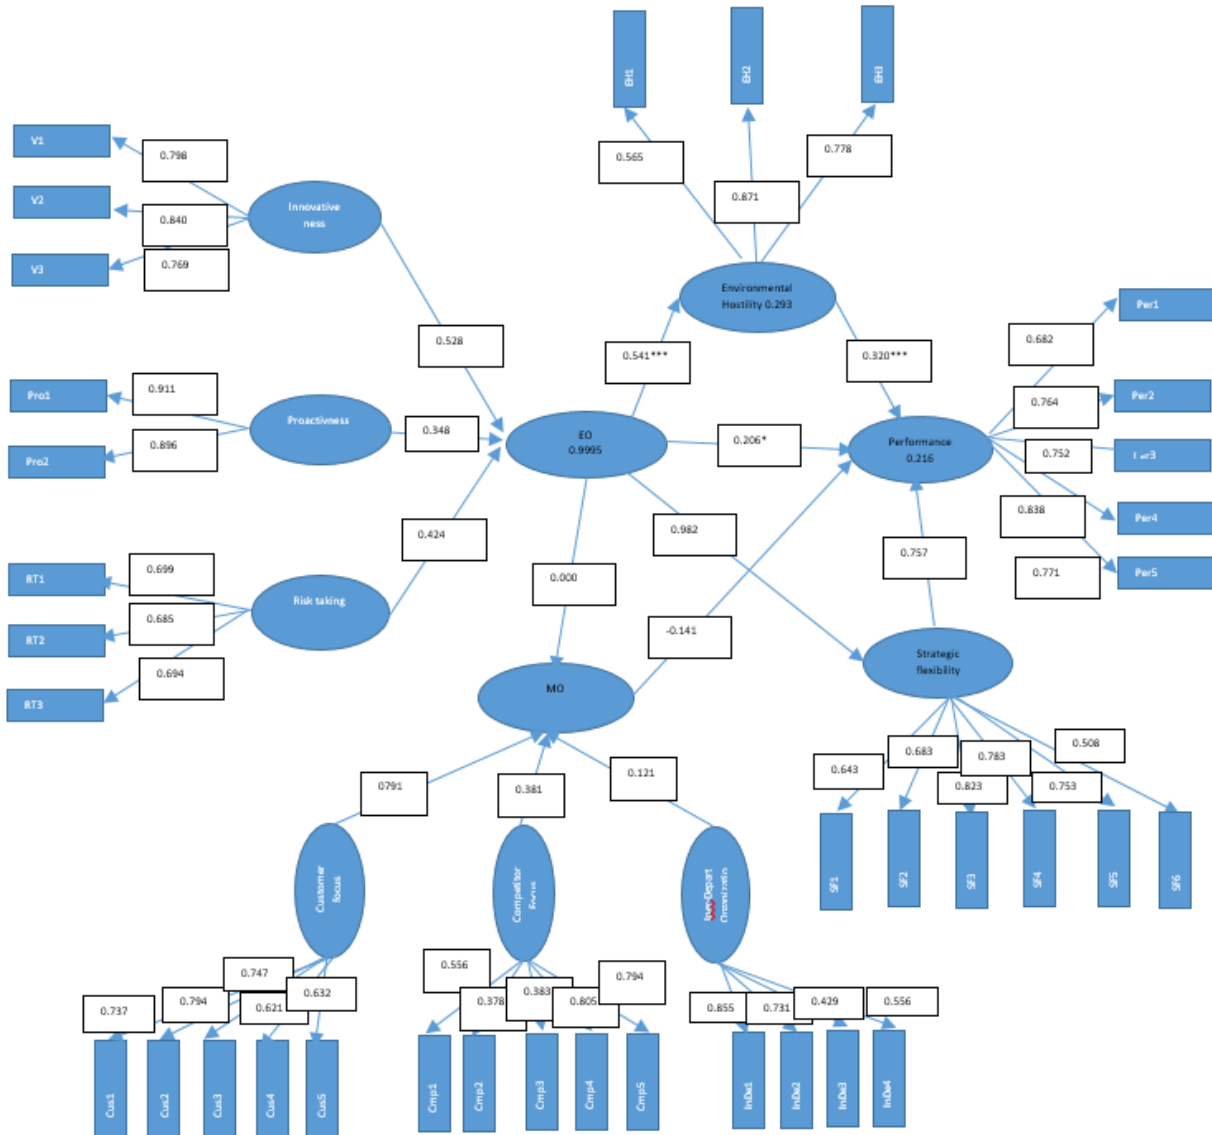 EH1
EH2
EH3
V1
0.798
0.565
0.778
V2
0.840
Innovative
ness
0.871
V3
0.769
Environmental
Hostility 0.293
Per1
0.528
0.541***
0.320***
0.682
Pro1
0.911
Proactivness
0.348
EO
0.9995
0.206*
Performance
0.216
0.764
Per2
Pro2
0.896
0.752
0.424
0.982
0.838
Per4
RT1
0.699
Risk taking
0.000
0.757
0.771
Per5
RT2
0.685
-0.141
RT3
0.694
MO
Strategic
flexibility
0791
0.381
0.121
0.643
0.683
0.783
0.508
0.823
0.753
Customer
focus
Competitor
SF1
SF2
SF3
SF4
SF5
SF6
0.737
0.794
0.747
0.621
0.632
0.556
0.378
0.383
0.805
0.794
0.855
0.731
0.429
0.556
Cus1
Cus2
Cus3
Cus4
Cus5
Cmp1
Cmp2
Cmp3
Cmp4
Cmp5
InDe1
InDe2
InDe3
InDe4